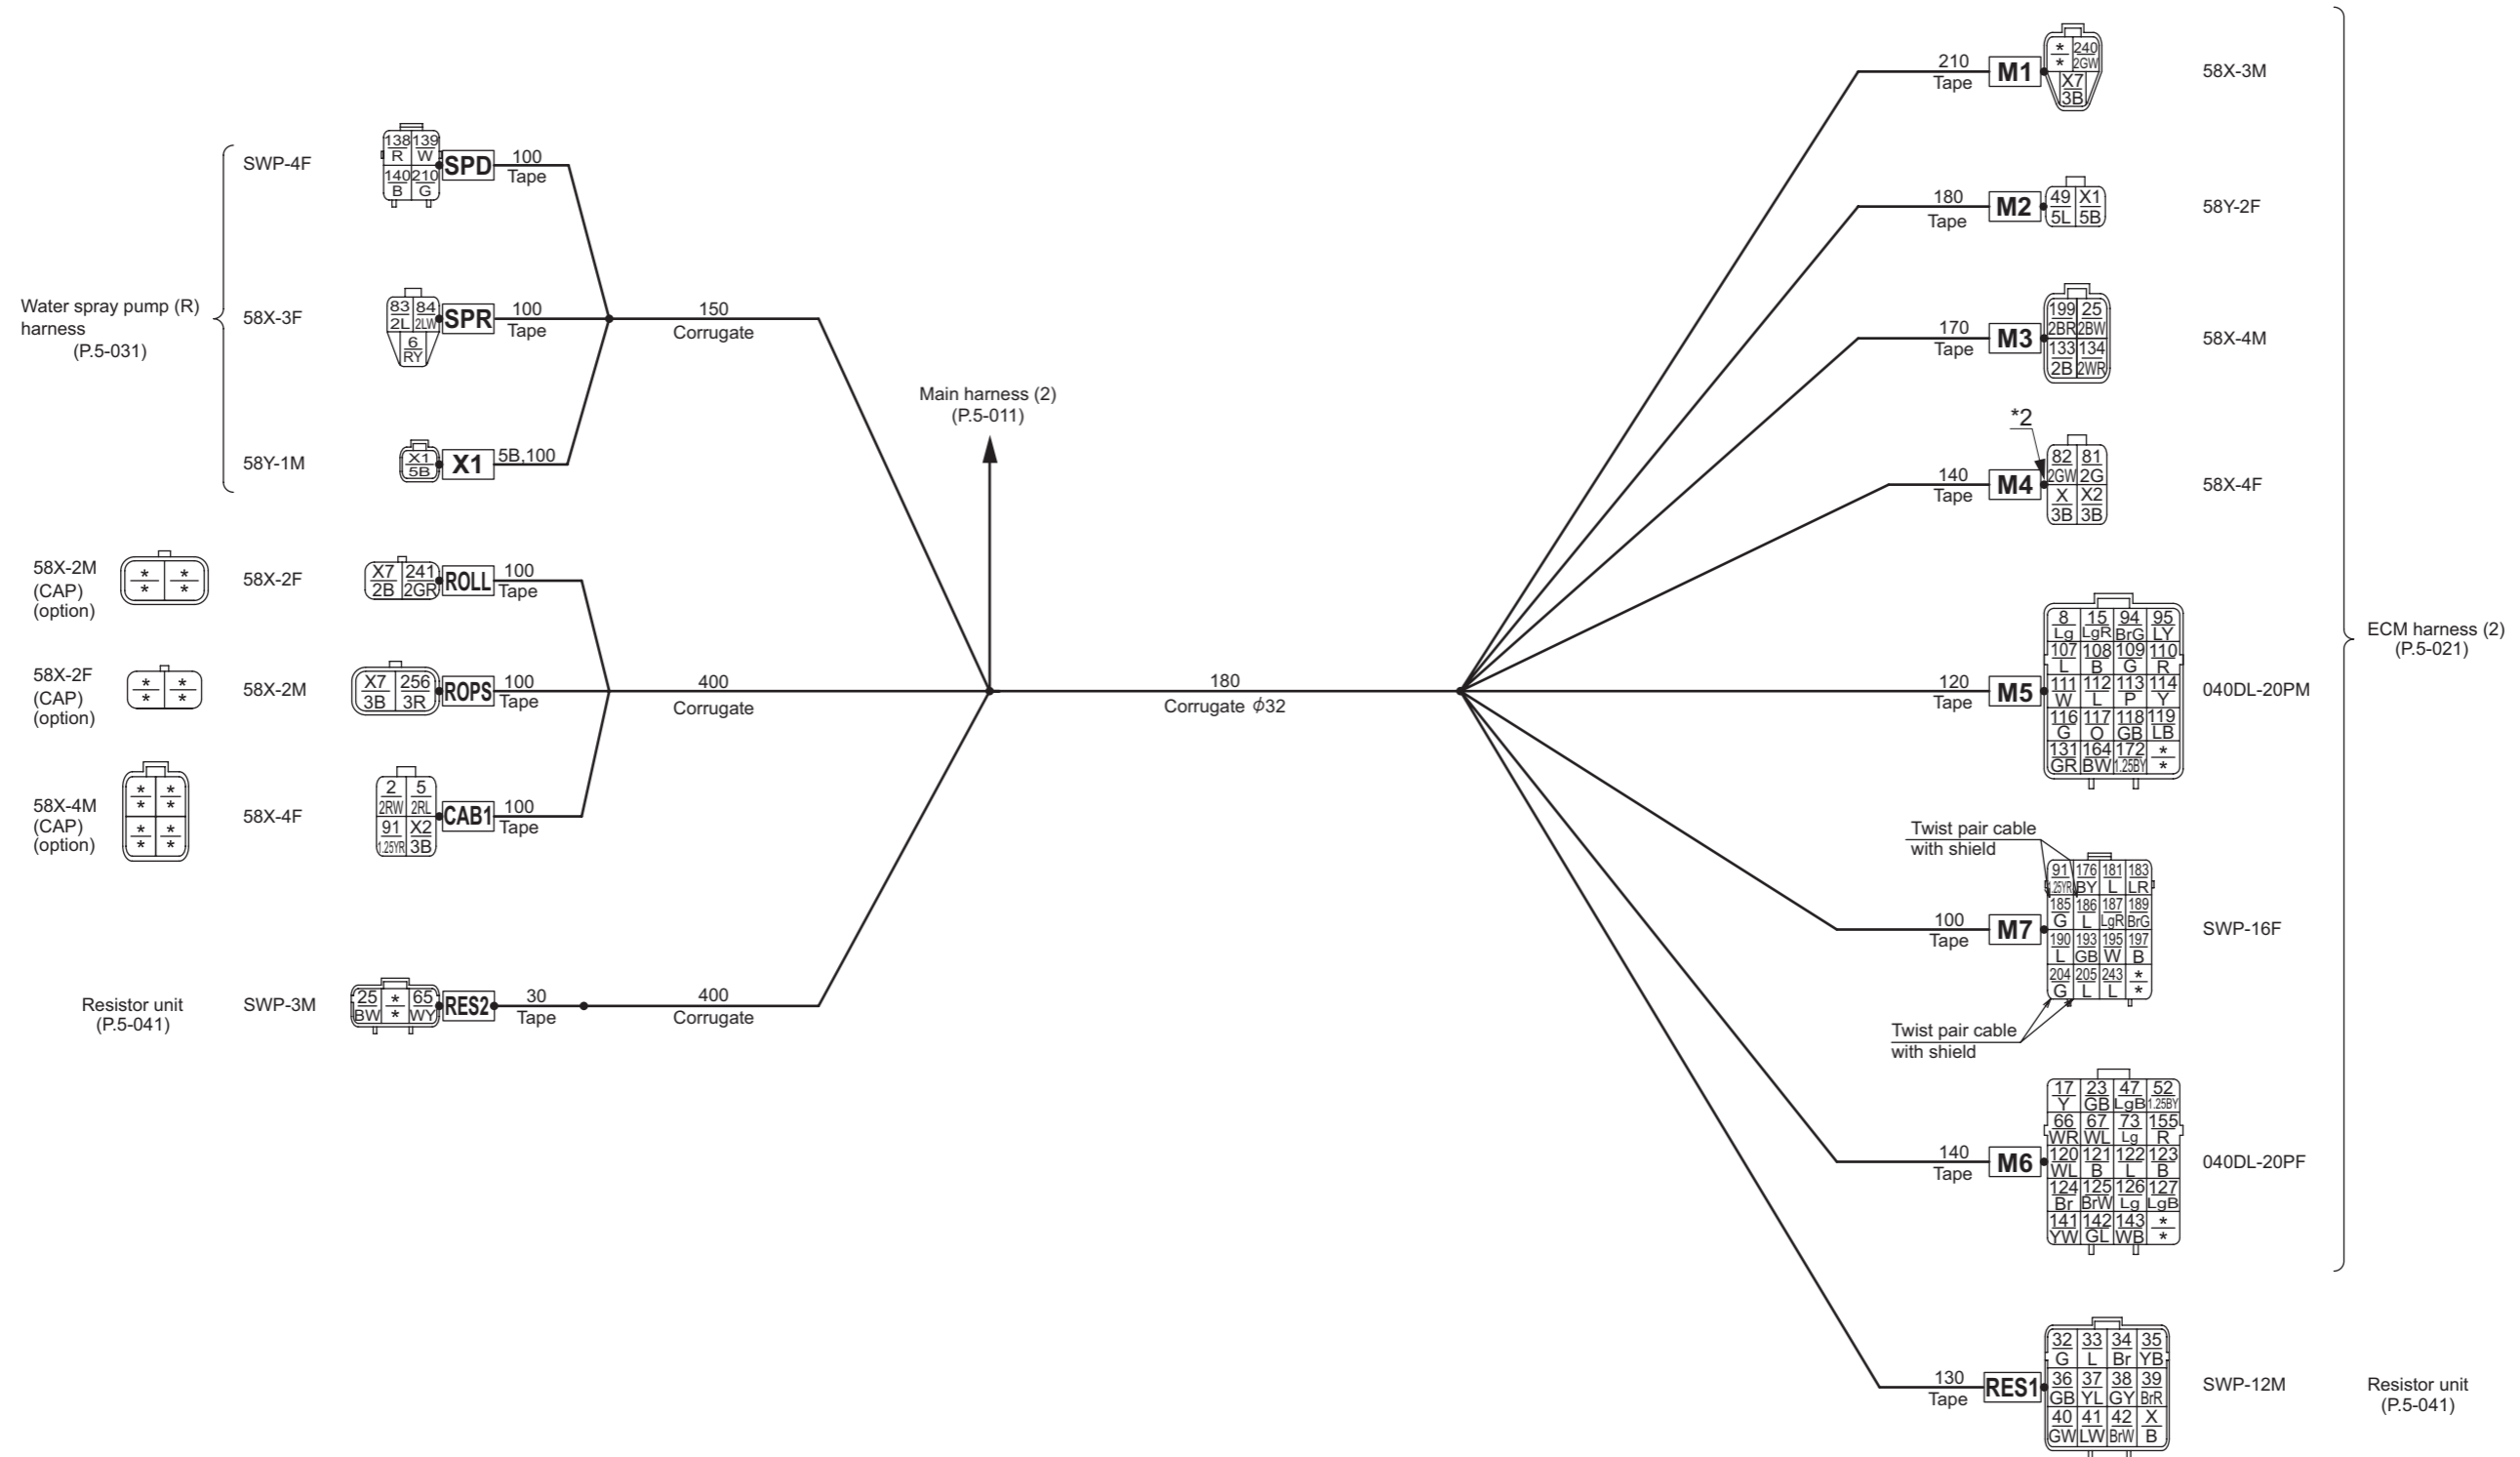 Water spray pump (R)
harness
(P.5-031)
SWP-4F
138 139
R W
140 210
B G
SPD
100
Tape
58X-3F
83 84
2L 2LW
6
RY
SPR
100
Tape
150
Corrugate
58Y-1M
X1
5B
X1
5B,100
58X-2M
(CAP)
(option)
* *
* *
58X-2F
X7 241
2B 2GR
ROLL
100
Tape
58X-2F
(CAP)
(option)
* *
* *
58X-2M
X7 256
3B 3R
ROPS
100
Tape
400
Corrugate
58X-4M
(CAP)
(option)
* *
* *
* *
* *
58X-4F
2 5
2RW 2RL
91 X2
1.25YR 3B
CAB1
100
Tape
Resistor unit
(P.5-041)
SWP-3M
25 * 65
BW * WY
RES2
30
Tape
400
Corrugate
Main harness (2)
(P.5-011)
180
Corrugate ϕ32
210
Tape
M1
* 240
* 2GW
X7
3B
58X-3M
180
Tape
M2
49 X1
5L 5B
58Y-2F
170
Tape
M3
199 25
2BR 2BW
133 134
2B 2WR
58X-4M
*2
140
Tape
M4
82 81
2GW 2G
X X2
3B 3B
58X-4F
120
Tape
M5
8 15 94 95
Lg LgR BrG LY
107 108 109 110
L B G R
111 112 113 114
W L P Y
116 117 118 119
G O GB LB
131 164 172 *
GR BW 1.25BY *
040DL-20PM
ECM harness (2)
(P.5-021)
Twist pair cable
with shield
100
Tape
M7
91 176 181 183
1.25YR BY L LR
185 186 187 189
G L LgR BrG
190 193 195 197
L GB W B
204 205 243 *
G L L *
SWP-16F
Twist pair cable
with shield
140
Tape
M6
17 23 47 52
Y GB LgB 1.25BY
66 67 73 155
WR WL Lg R
120 121 122 123
WL B L B
124 125 126 127
Br BrW Lg LgB
141 142 143 *
YW GL WB *
040DL-20PF
130
Tape
RES1
32 33 34 35
G L Br YB
36 37 38 39
GB YL GY BrR
40 41 42 X
GW LW BrW B
SWP-12M
Resistor unit
(P.5-041)